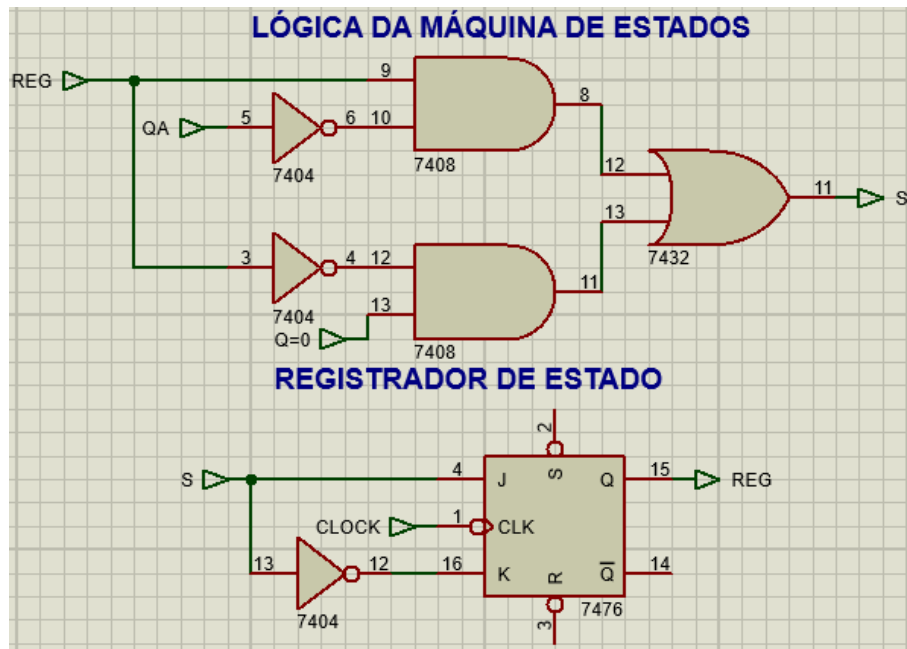 LÓGICA DA MÁQUINA DE ESTADOS
REG
9
8
QA
5
6
10
7404
7408
12
11
S
13
7432
3
4
12
11
13
7404
Q=0
7408
REGISTRADOR DE ESTADO
2
S
4
J
S
Q
15
REG
CLOCK
1
CLK
13
12
16
K
R
Q
14
7404
7476
3